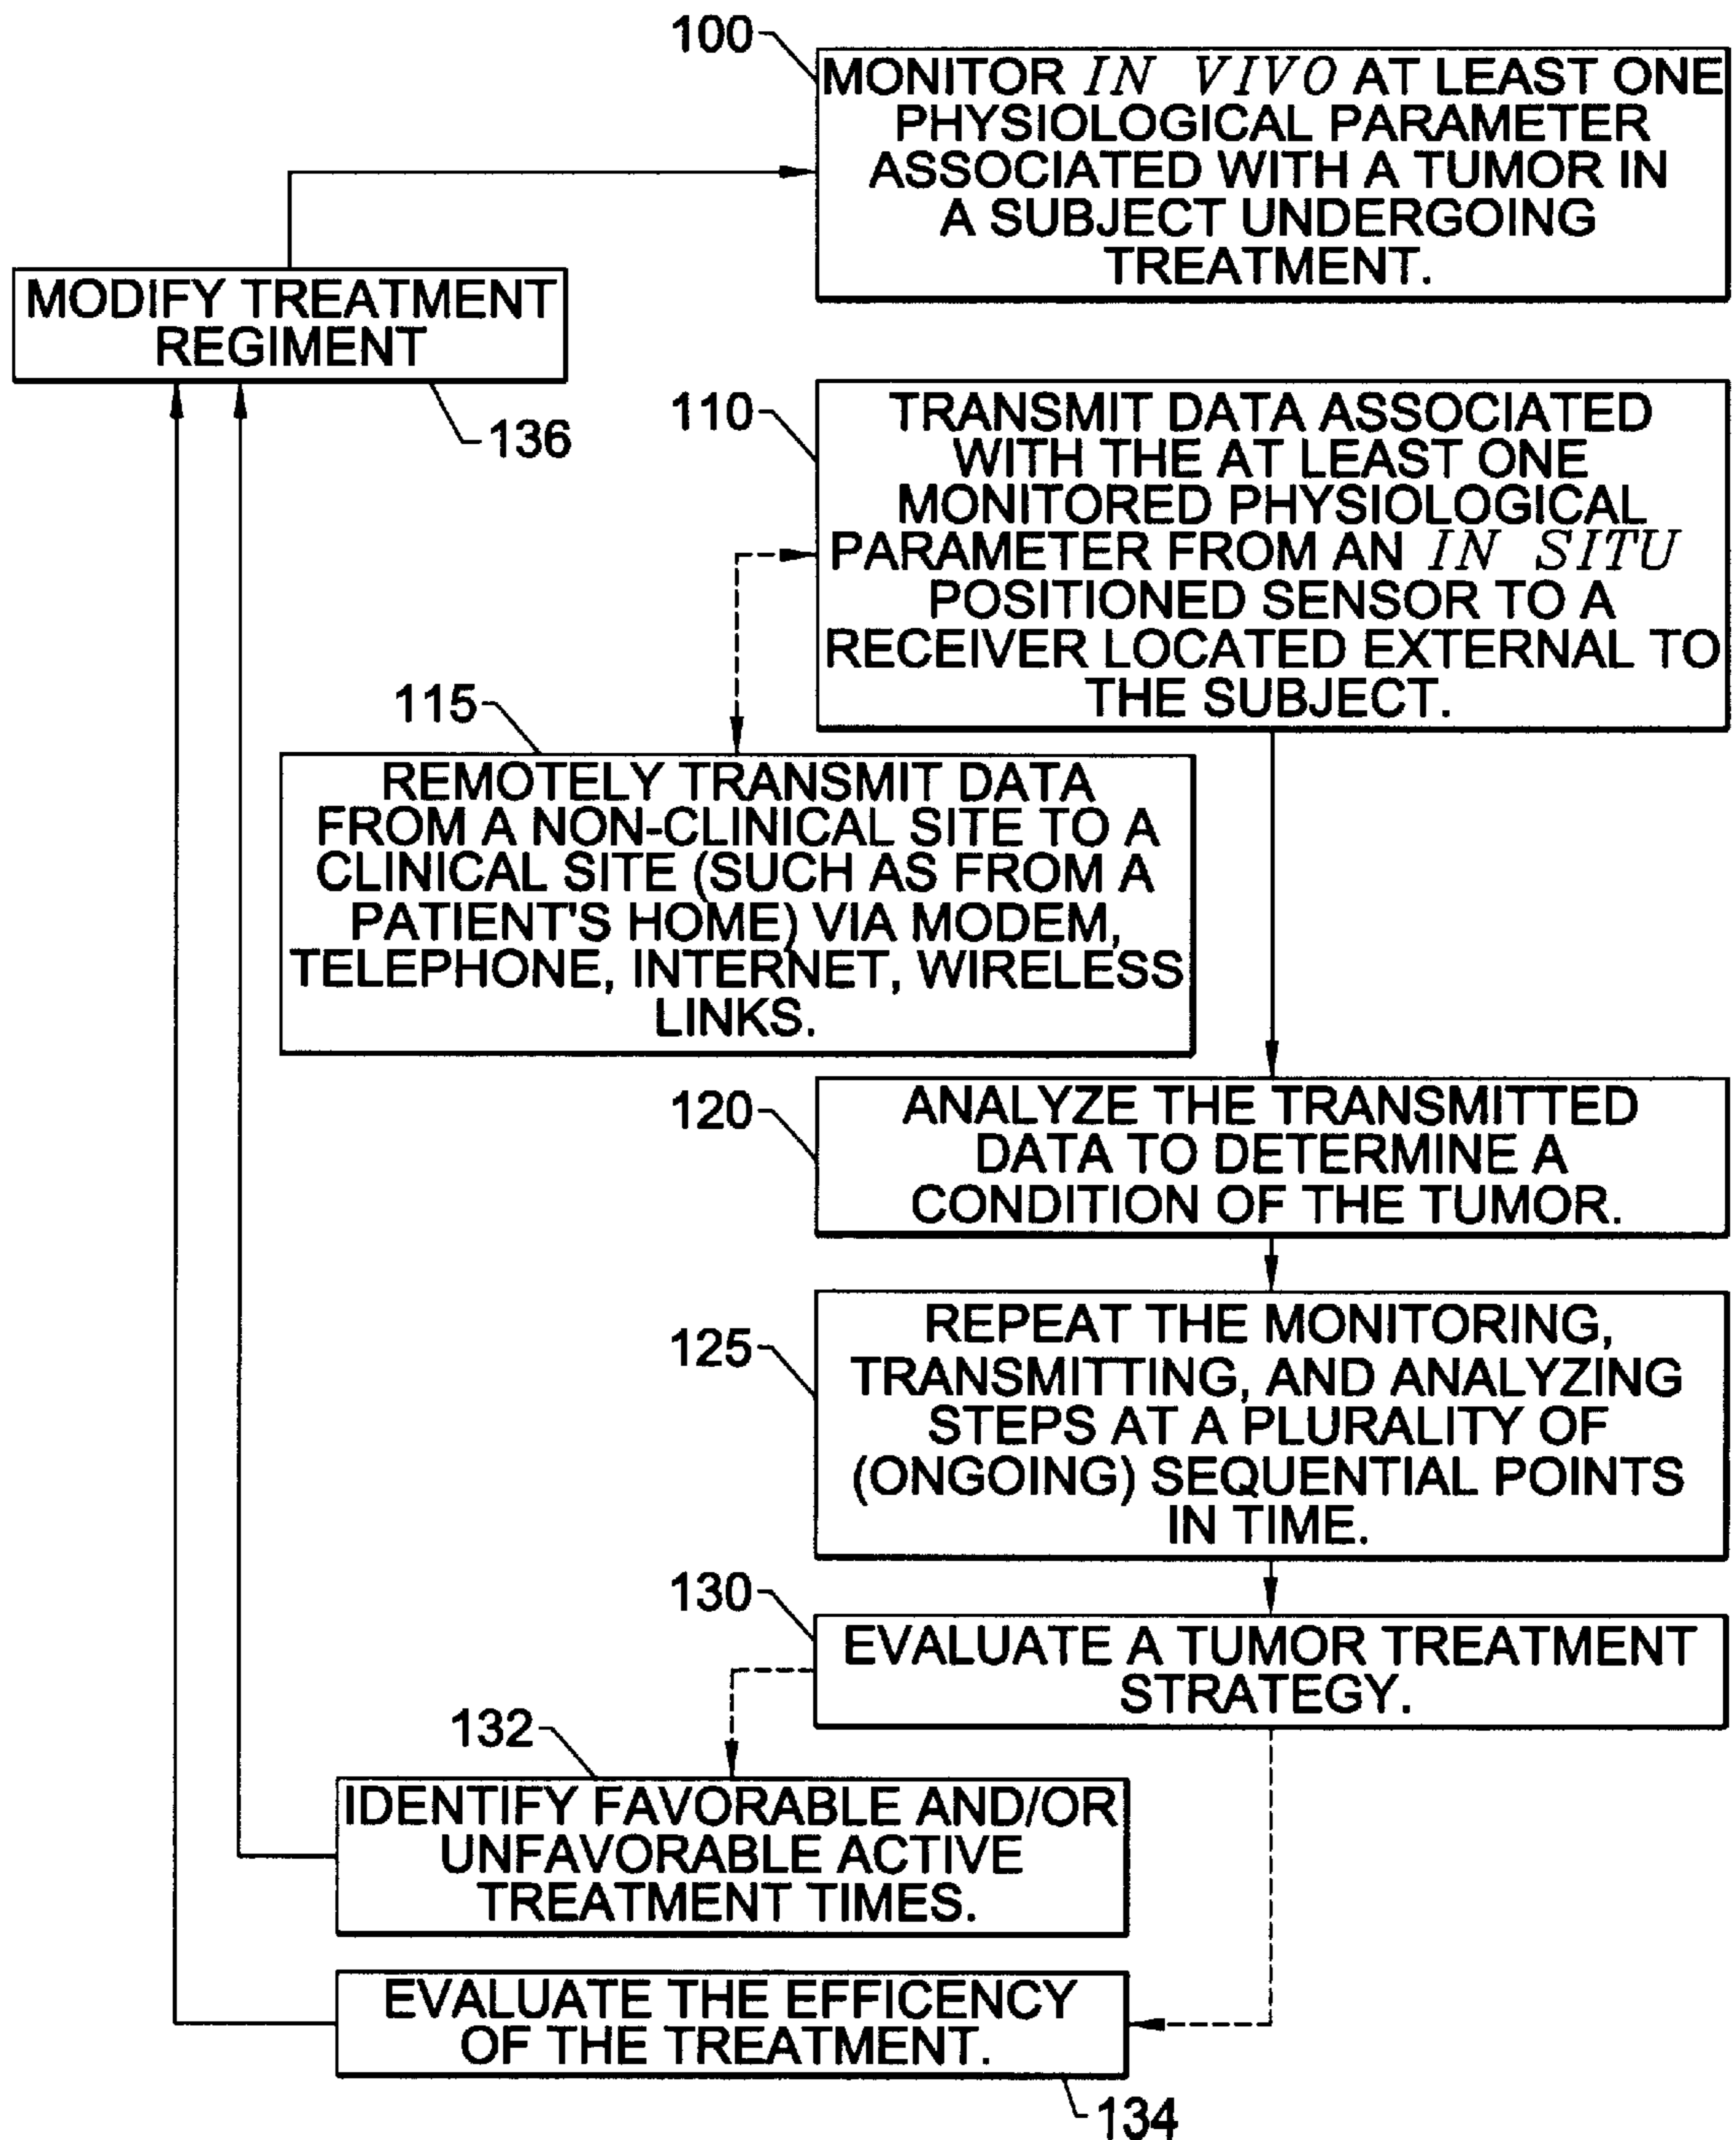 100
MONITOR IN VIVO AT LEAST ONE
PHYSIOLOGICAL PARAMETER
ASSOCIATED WITH A TUMOR IN
A SUBJECT UNDERGOING
TREATMENT.
MODIFY TREATMENT
REGIMENT
136
110
TRANSMIT DATA ASSOCIATED
WITH THE AT LEAST ONE
MONITORED PHYSIOLOGICAL
PARAMETER FROM AN IN SITU
POSITIONED SENSOR TO A
RECEIVER LOCATED EXTERNAL TO
THE SUBJECT.
115
REMOTELY TRANSMIT DATA
FROM A NON-CLINICAL SITE TO A
CLINICAL SITE (SUCH AS FROM A
PATIENT'S HOME) VIA MODEM,
TELEPHONE, INTERNET, WIRELESS
LINKS.
120
ANALYZE THE TRANSMITTED
DATA TO DETERMINE A
CONDITION OF THE TUMOR.
125
REPEAT THE MONITORING,
TRANSMITTING, AND ANALYZING
STEPS AT A PLURALITY OF
(ONGOING) SEQUENTIAL POINTS
IN TIME.
130
EVALUATE A TUMOR TREATMENT
STRATEGY.
132
IDENTIFY FAVORABLE AND/OR
UNFAVORABLE ACTIVE
TREATMENT TIMES.
EVALUATE THE EFFICENCY
OF THE TREATMENT.
134